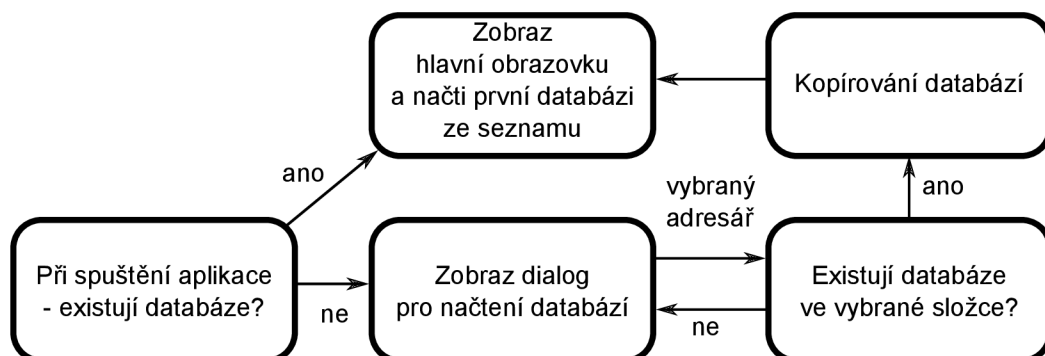 Zobraz
hlavní obrazovku
a načti první databázi
ze seznamu
Kopírování databází
ano
vybraný
adresář
ano
Při spuštění aplikace
- existují databáze?
ne
Zobraz dialog
pro načtení databází
ne
Existují databáze
ve vybrané složce?